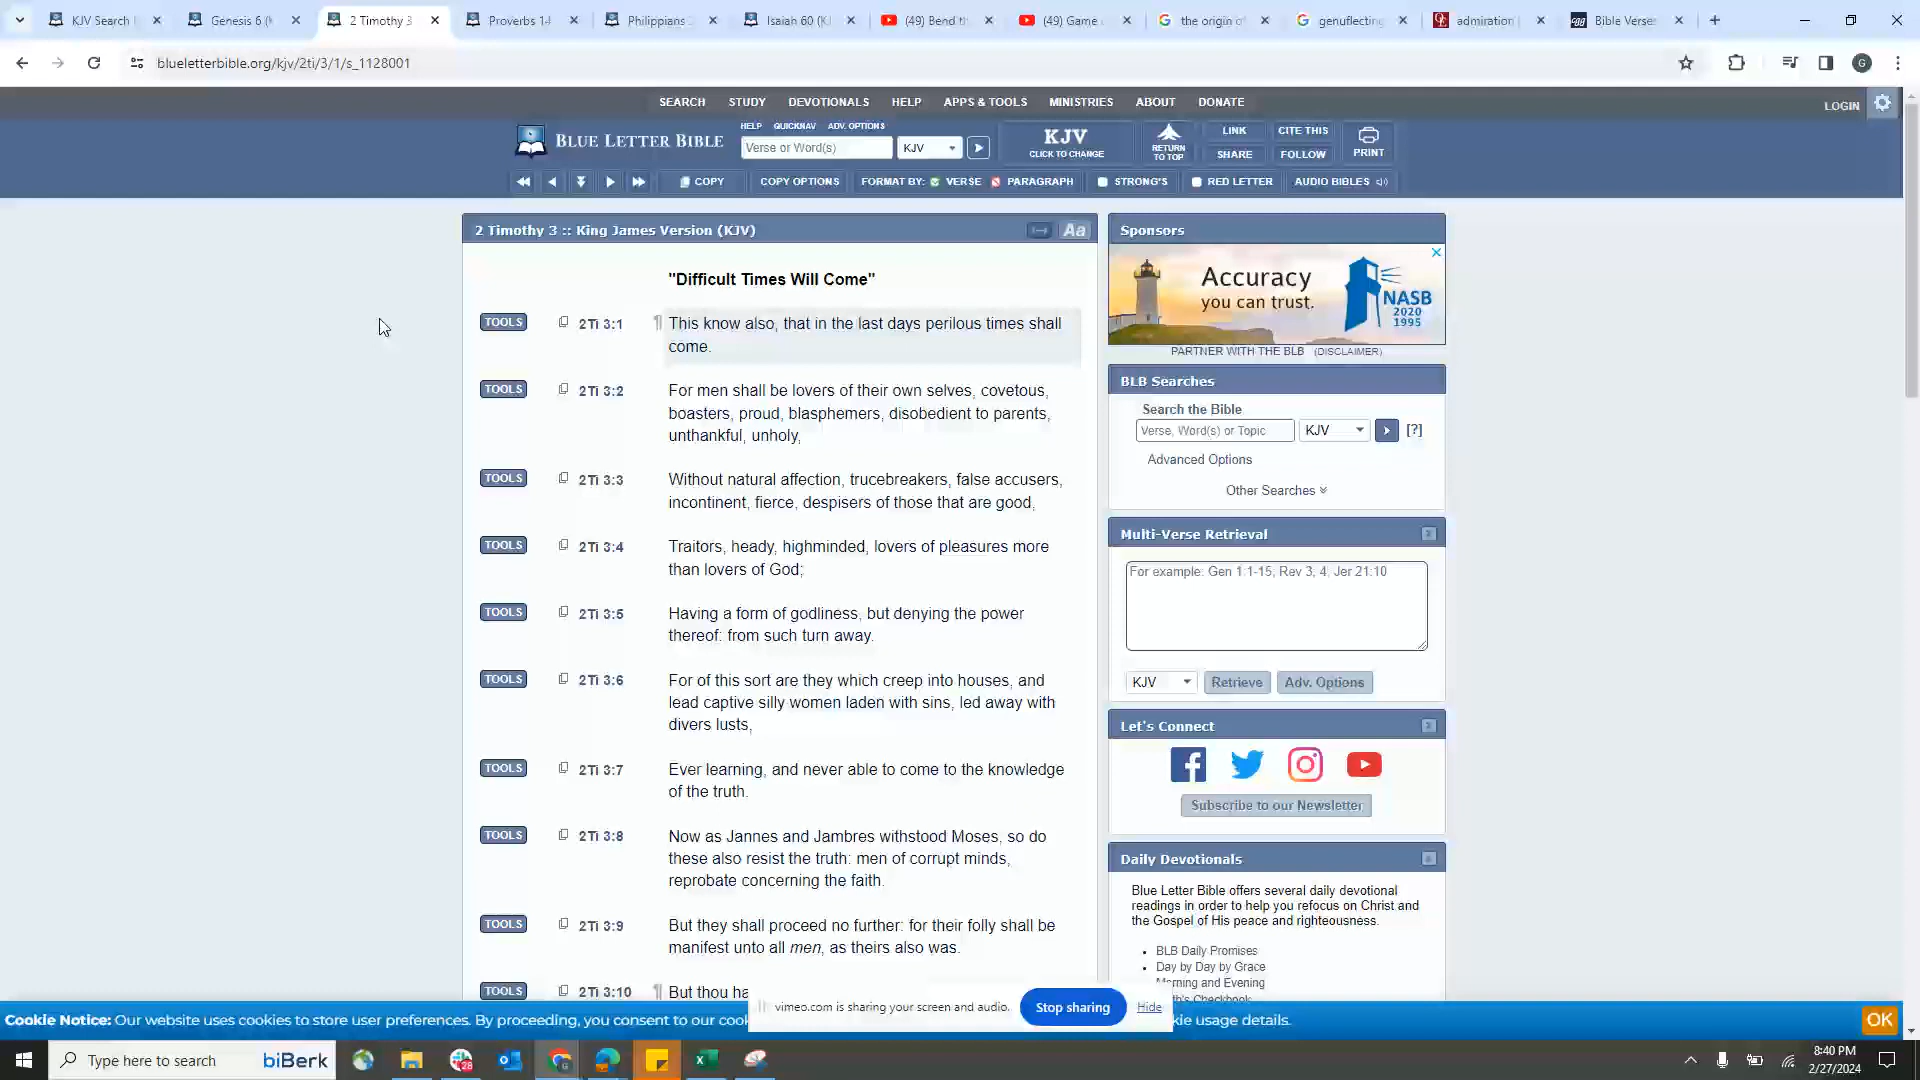 KJV Search
Genesis 6 (
2 Timothy 3
Proverbs 14
Philippians
Isaiah 60 (K
(49) Bend
(49) Game
the origin of
genuflecting
admiration
Bible Verse
blueletterbible.org/kjv/2ti/3/1/s_1128001
SEARCH STUDY DEVOTIONALS HELP APPS & TOOLS MINISTRIES ABOUT DONATE
LOGIN
BLUE LETTER BIBLE
HELP QUICKNAV ADV. OPTIONS
Verse or Word(s) KJV
KJV
CLICK TO CHANGE
RETURN
TO TOP
LINK CITE THIS
SHARE FOLLOW
PRINT
COPY COPY OPTIONS FORMAT BY: VERSE PARAGRAPH STRONG'S RED LETTER AUDIO BIBLES
2 Timothy 3 :: King James Version (KJV)
Aa
"Difficult Times Will Come"
TOOLS 2Ti 3:1 ¶ This know also, that in the last days perilous times shall
come.
TOOLS 2Ti 3:2 For men shall be lovers of their own selves, covetous,
boasters, proud, blasphemers, disobedient to parents,
unthankful, unholy,
TOOLS 2Ti 3:3 Without natural affection, trucebreakers, false accusers,
incontinent, fierce, despisers of those that are good,
TOOLS 2Ti 3:4 Traitors, heady, highminded, lovers of pleasures more
than lovers of God;
TOOLS 2Ti 3:5 Having a form of godliness, but denying the power
thereof: from such turn away.
TOOLS 2Ti 3:6 For of this sort are they which creep into houses, and
lead captive silly women laden with sins, led away with
divers lusts,
TOOLS 2Ti 3:7 Ever learning, and never able to come to the knowledge
of the truth.
TOOLS 2Ti 3:8 Now as Jannes and Jambres withstood Moses, so do
these also resist the truth: men of corrupt minds,
reprobate concerning the faith.
TOOLS 2Ti 3:9 But they shall proceed no further: for their folly shall be
manifest unto all men, as theirs also was.
TOOLS 2Ti 3:10 ¶ But thou ha
Sponsors
Accuracy
you can trust.
NASB
2020
1995
PARTNER WITH THE BLB (DISCLAIMER)
BLB Searches
Search the Bible
Verse, Word(s) or Topic KJV [?]
Advanced Options
Other Searches
Multi-Verse Retrieval
For example: Gen 1:1-15, Rev 3, 4, Jer 21:10
KJV Retrieve Adv. Options
Let's Connect
Subscribe to our Newsletter
Daily Devotionals
Blue Letter Bible offers several daily devotional
readings in order to help you refocus on Christ and
the Gospel of His peace and righteousness.
• BLB Daily Promises
• Day by Day by Grace
Morning and Evening
vimeo.com is sharing your screen and audio. Stop sharing Hide
Cookie Notice: Our website uses cookies to store user preferences. By proceeding, you consent to our cook
kie usage details.
OK
Type here to search biBerk
28
8:40 PM
2/27/2024